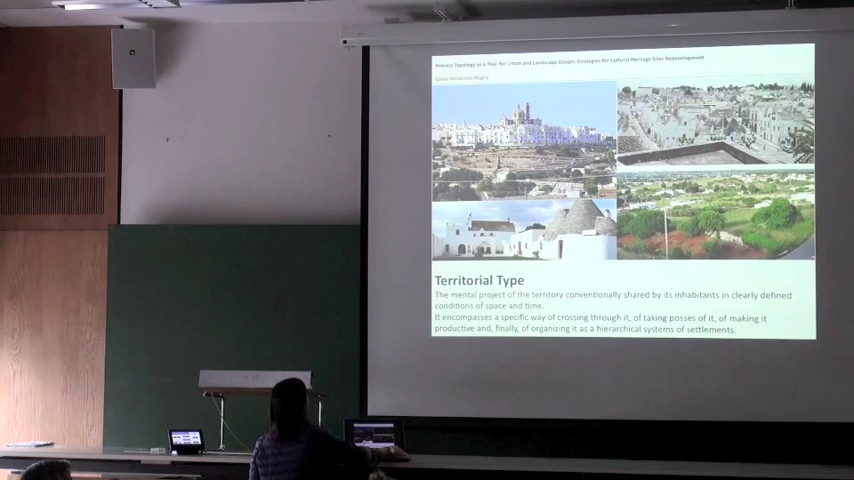 Process Typology as a Tool for Urban and Landscape Design: Strategies for Cultural Heritage Sites Redevelopment
Giulia Annalinda Neglia
Territorial Type
The mental project of the territory conventionally shared by its inhabitants in clearly defined
conditions of space and time.
It encompasses a specific way of crossing through it, of taking posses of it, of making it
productive and, finally, of organizing it as a hierarchical systems of settlements.